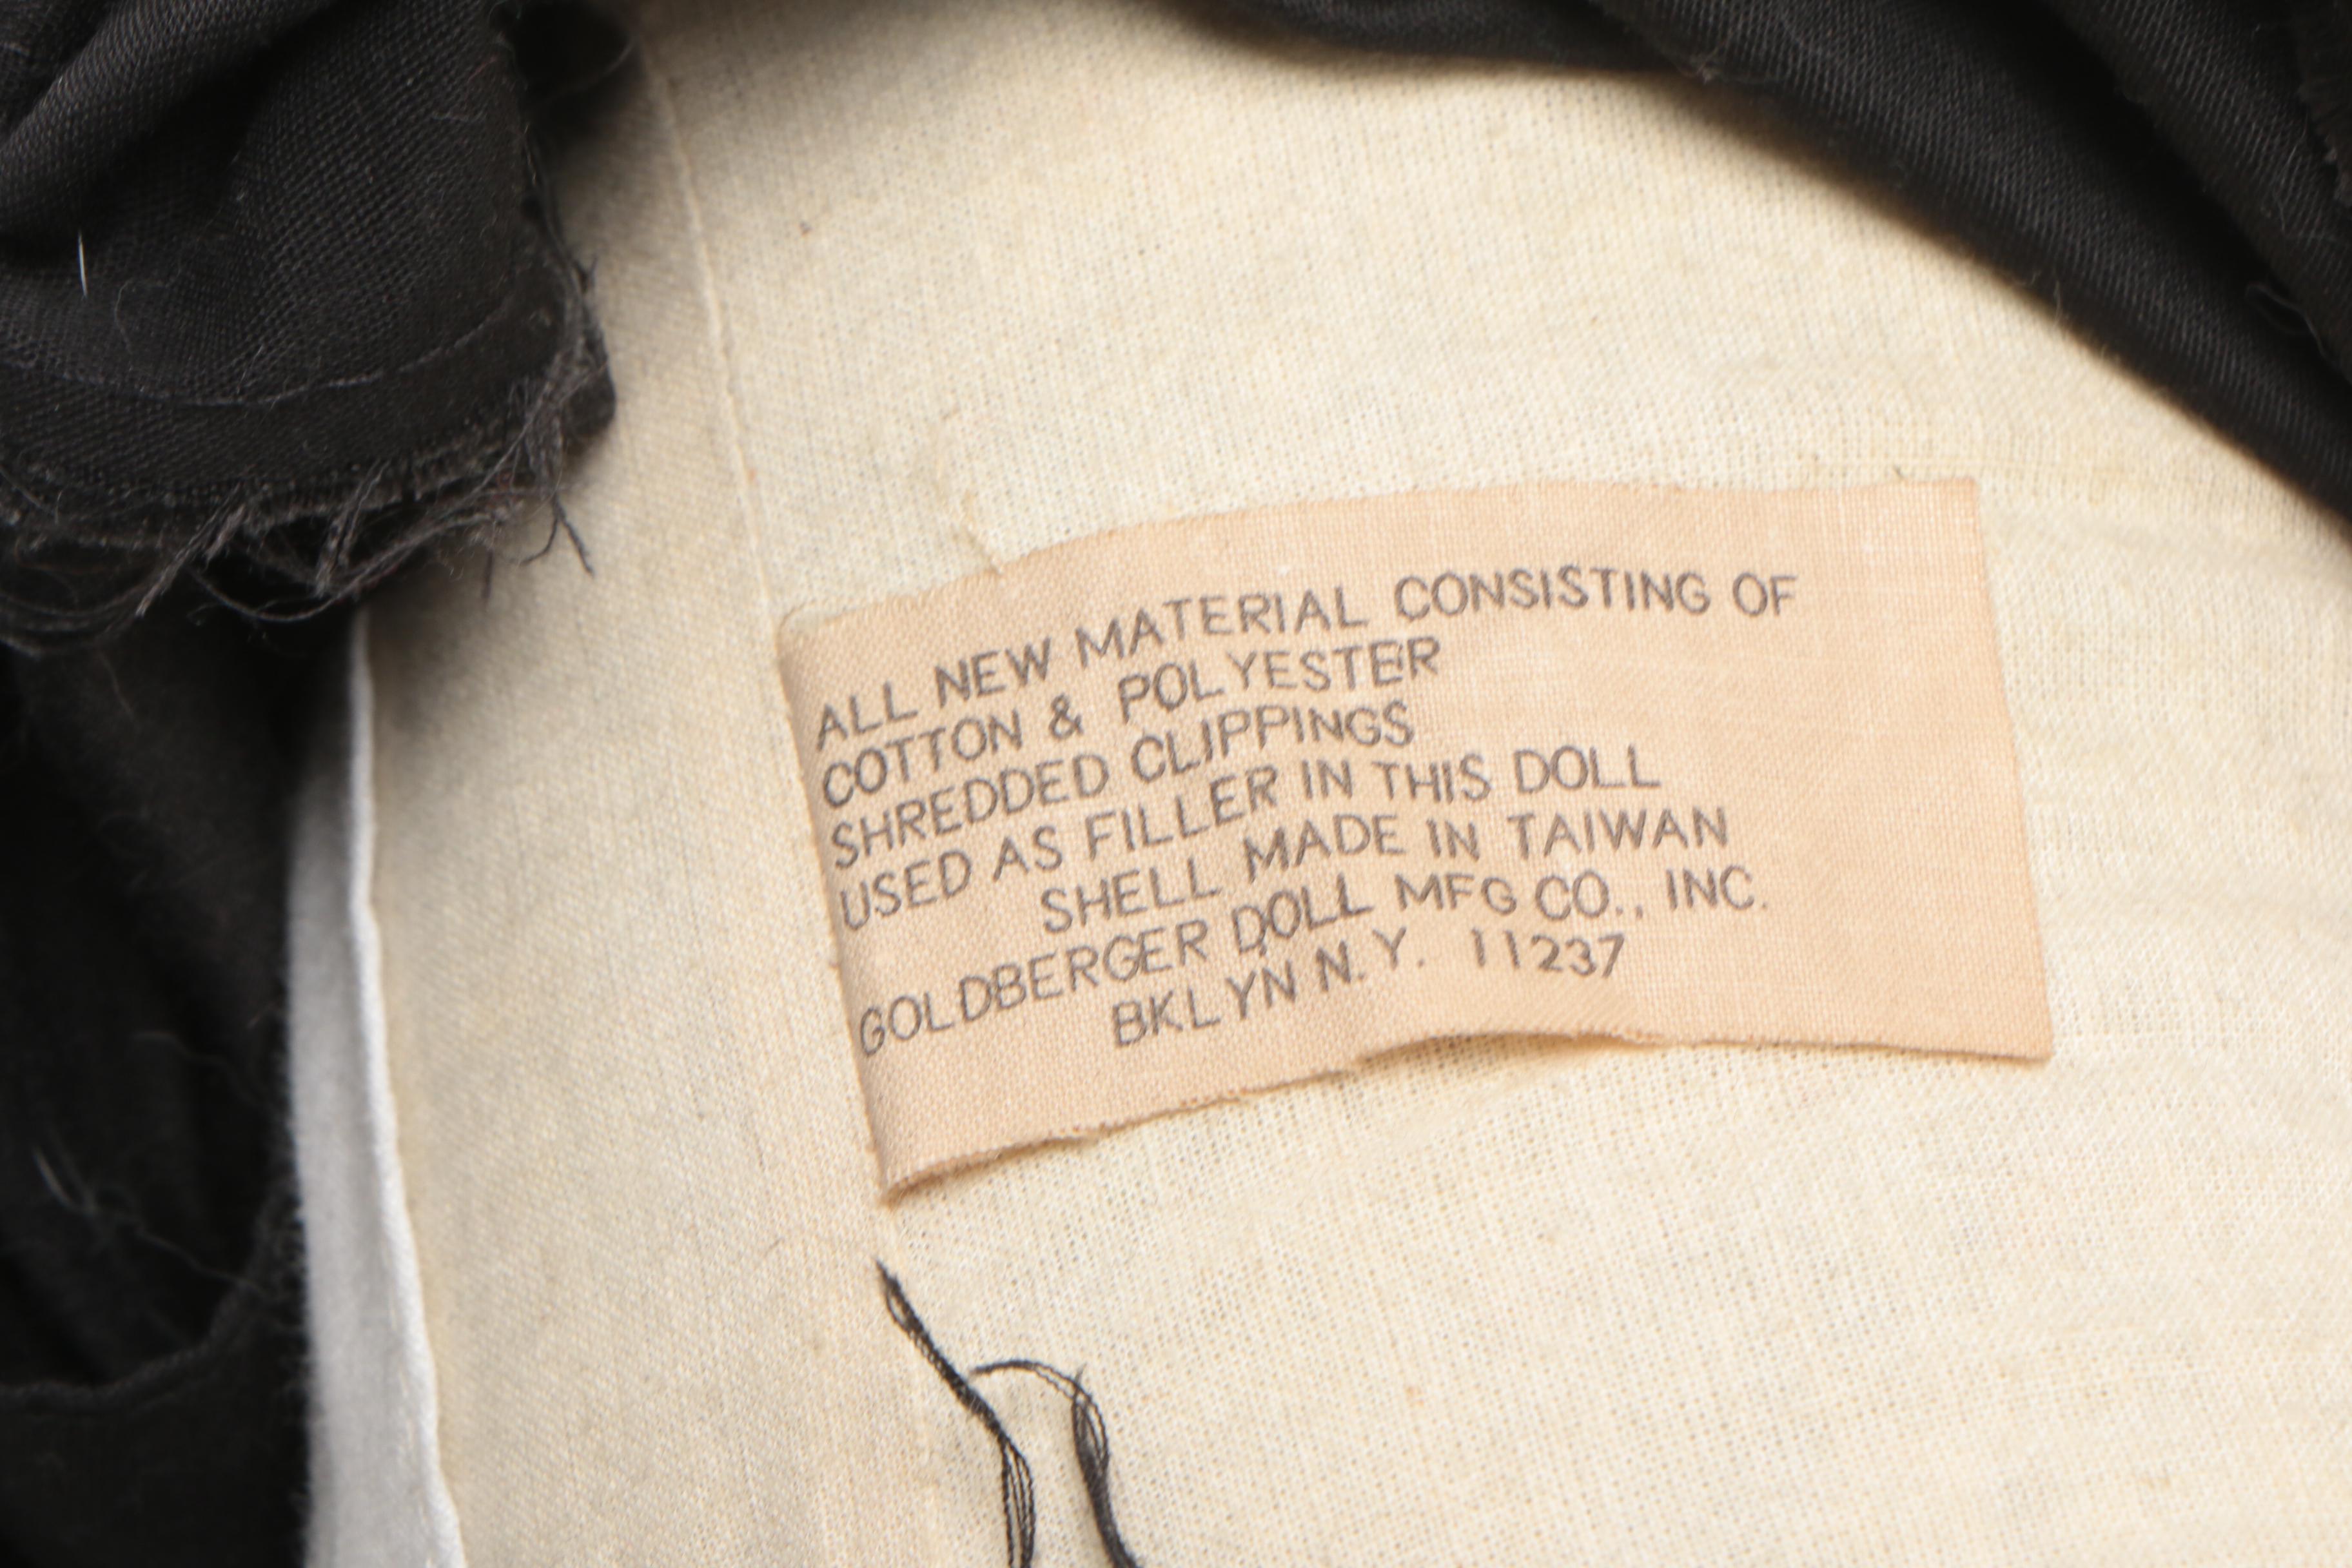 ALL NEW MATERIAL CONSISTING OF
COTTON & POLYESTER
SHREDDED CLIPPINGS
USED AS FILLER IN THIS DOLL
SHELL MADE IN TAIWAN
GOLDBERGER DOLL MFG CO., INC.
BKLYN N.Y. 11237